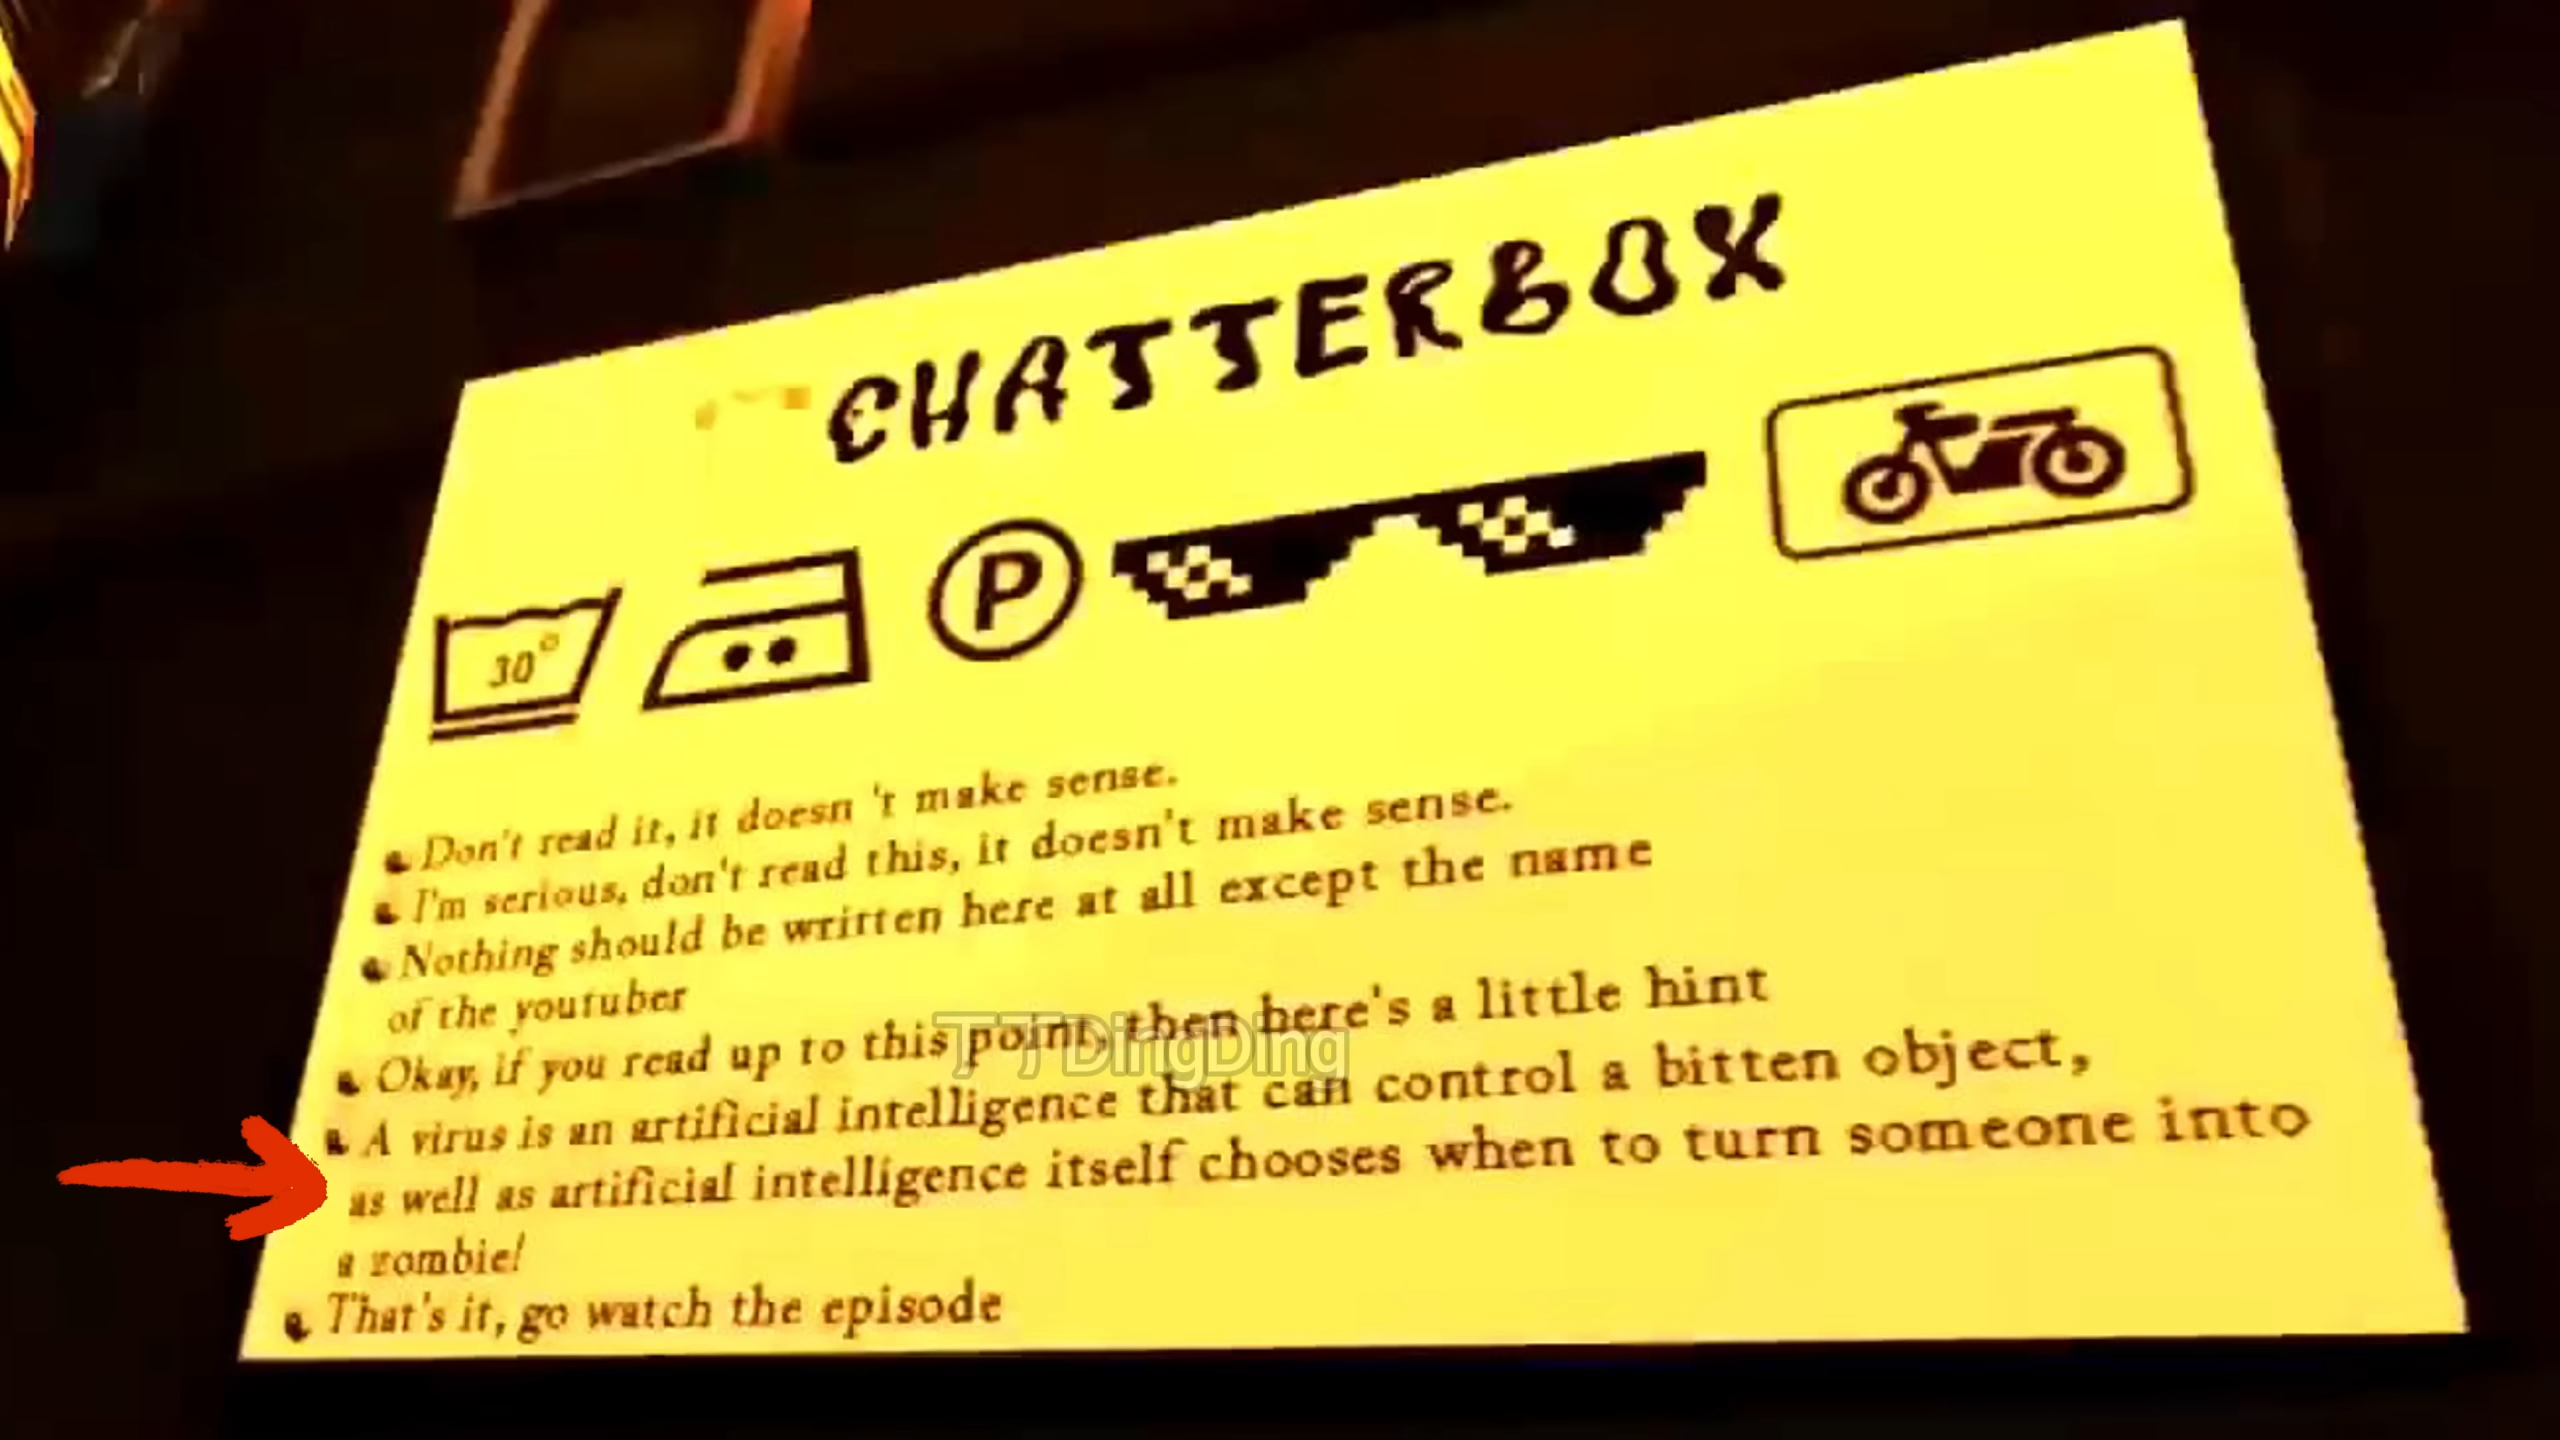 CHATTERBOX
30°
P
Don't read it, it doesn 't make sense.
I'm serious, don't read this, it doesn't make sense.
Nothing should be written here at all except the name
of the youtuber
Okay, if you read up to this point, then here's a little hint
TJ DingDing
A virus is an artificial intelligence that can control a bitten object,
as well as artificial intelligence itself chooses when to turn someone into
a zombie!
That's it, go watch the episode